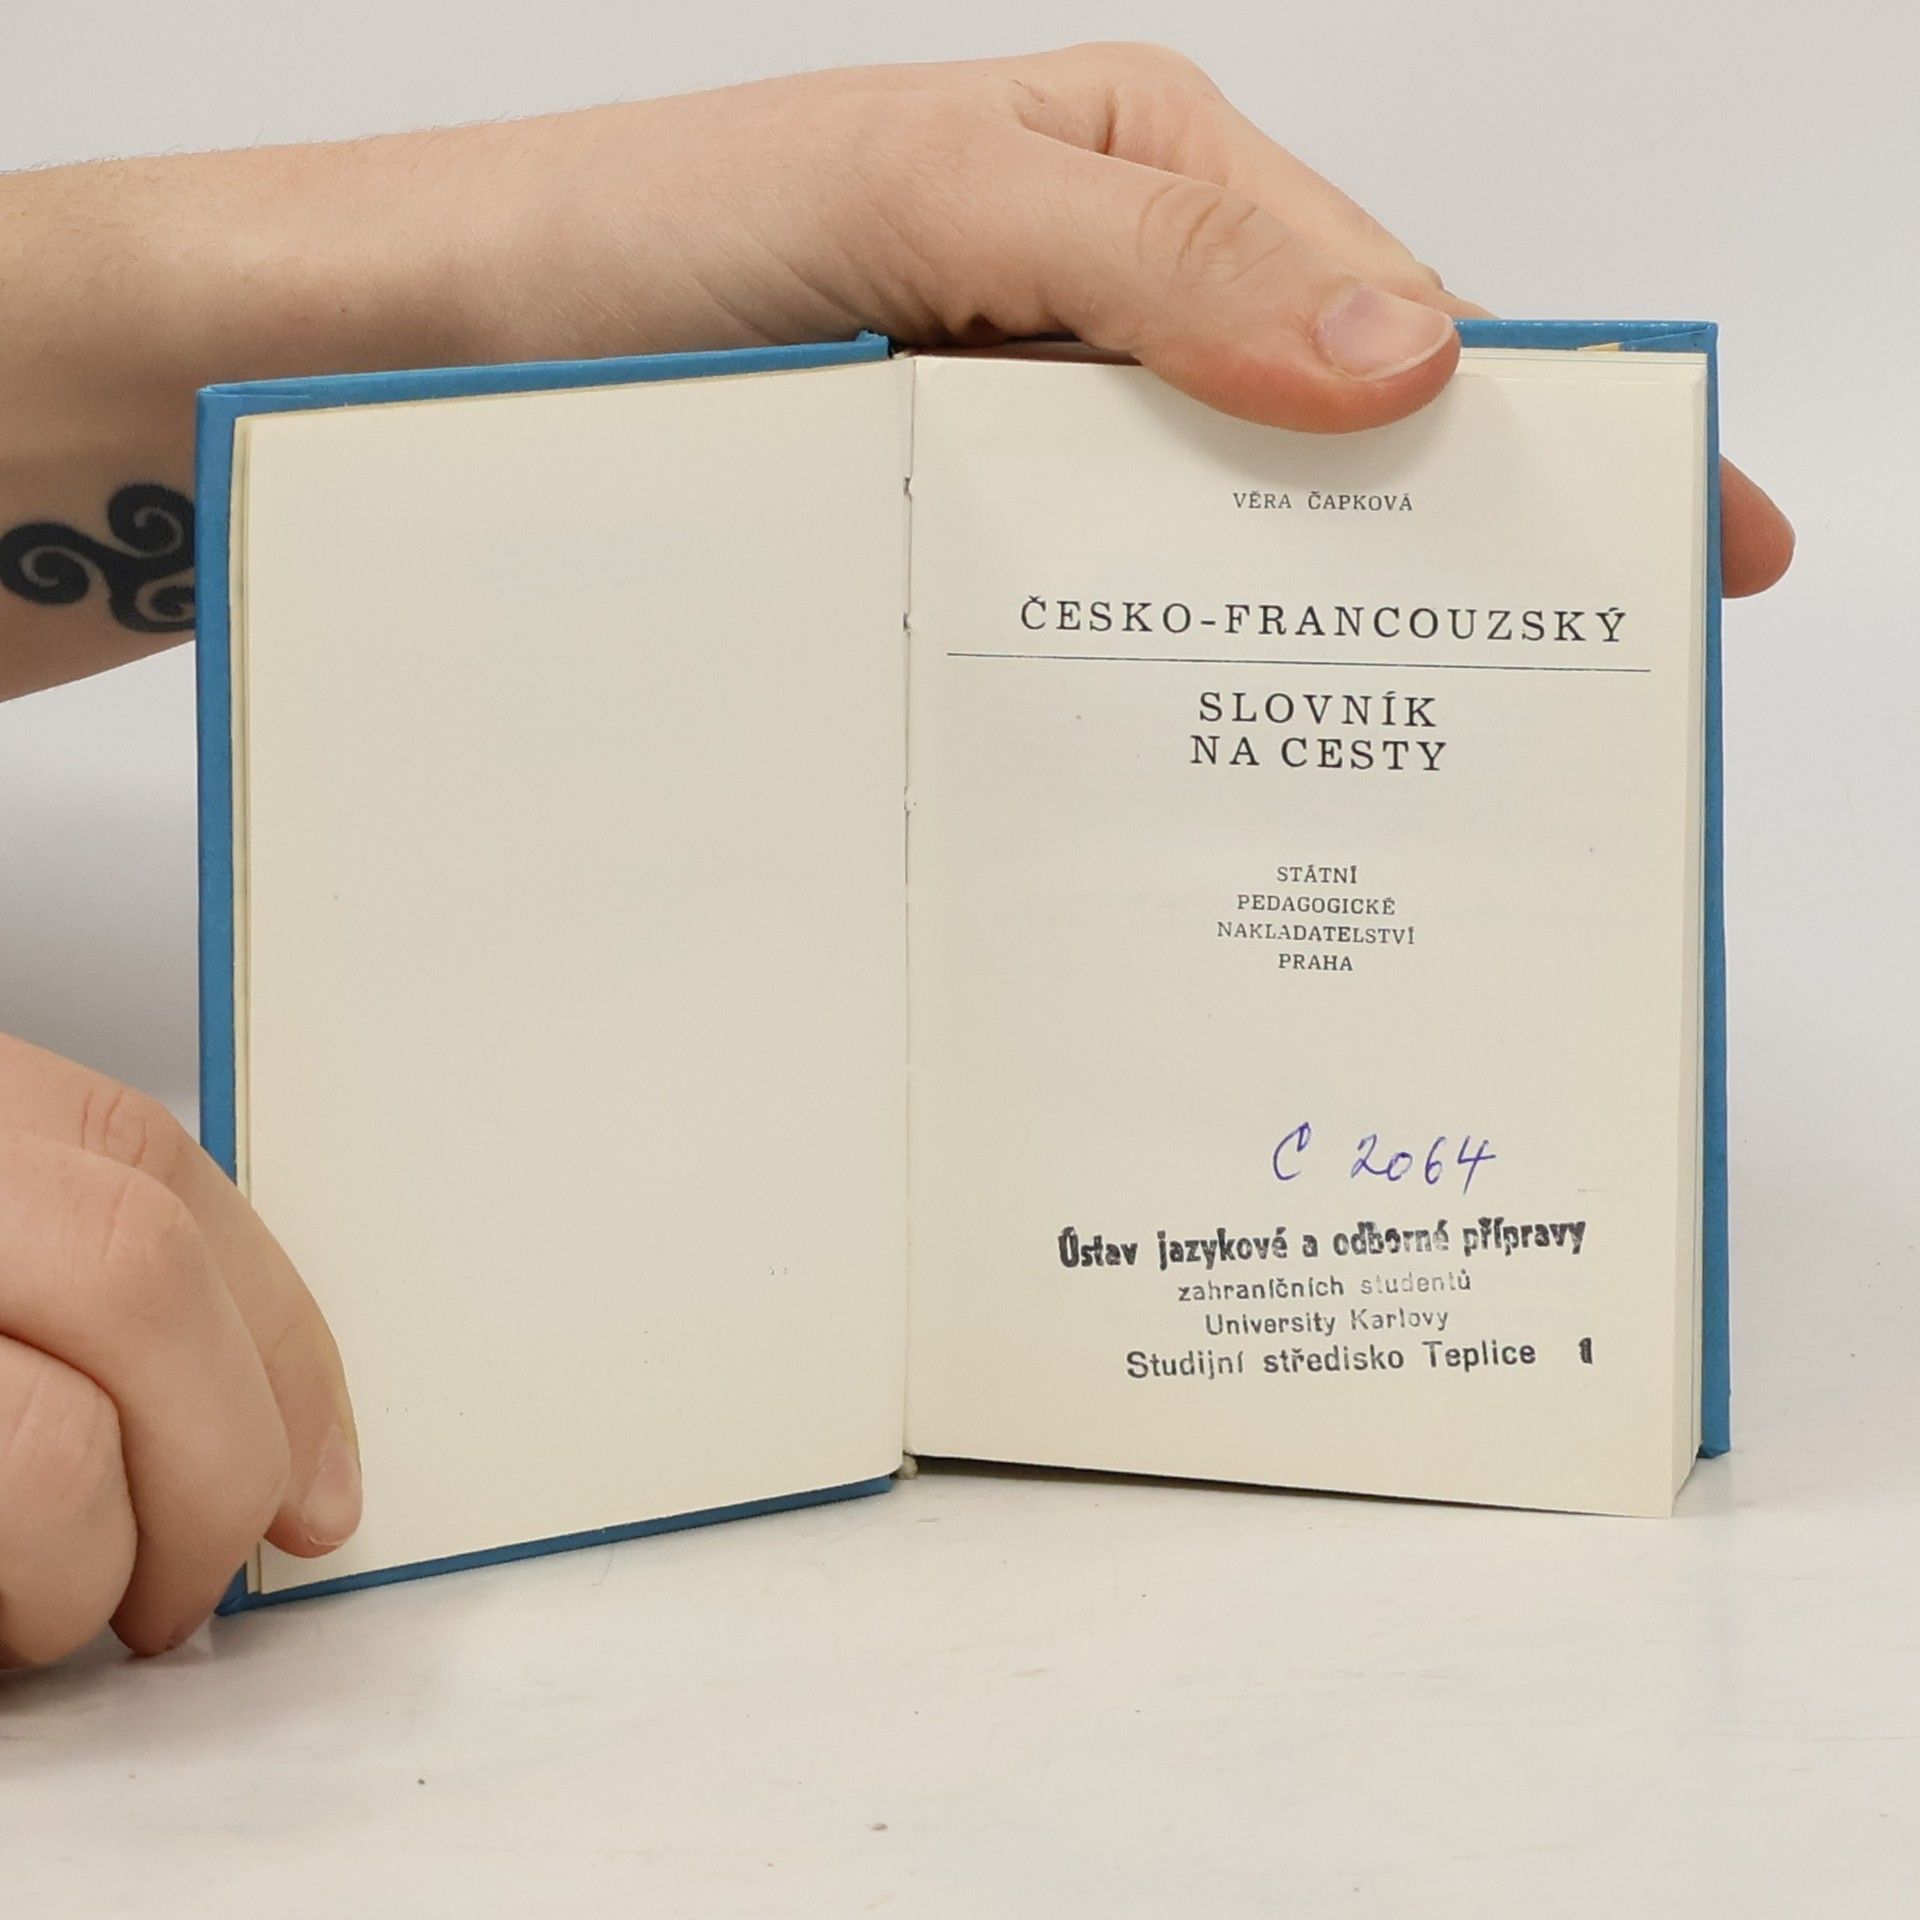 VĚRA ČAPKOVÁ
ČESKO-FRANCOUZSKÝ
SLOVNÍK
NA CESTY
STÁTNÍ
PEDAGOGICKÉ
NAKLADATELSTVÍ
PRAHA
C 2064
Ústav jazykové a odborné přípravy
zahraničních studentů
University Karlovy
Studijní středisko Teplice 1